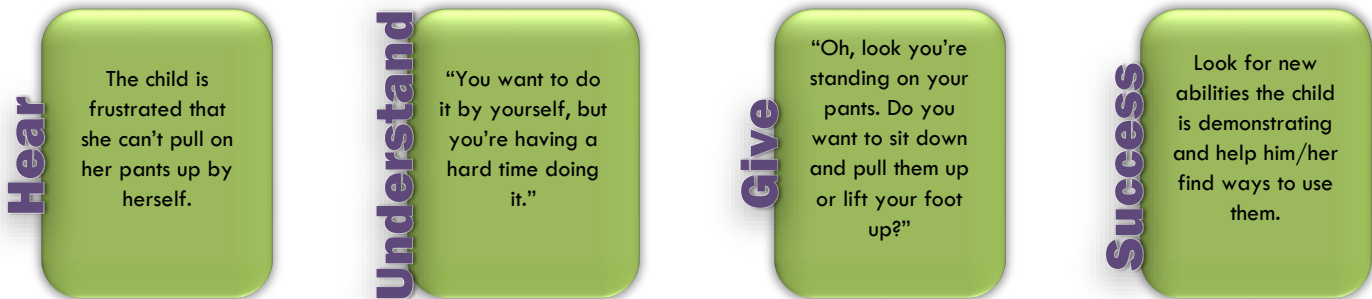 Hear
The child is
frustrated that
she can't pull on
her pants up by
herself.
Understand
“You want to do
it by yourself, but
you're having a
hard time doing
it.”
Give
“Oh, look you're
standing on your
pants. Do you
want to sit down
and pull them up
or lift your foot
up?”
Success
Look for new
abilities the child
is demonstrating
and help him/her
find ways to use
them.